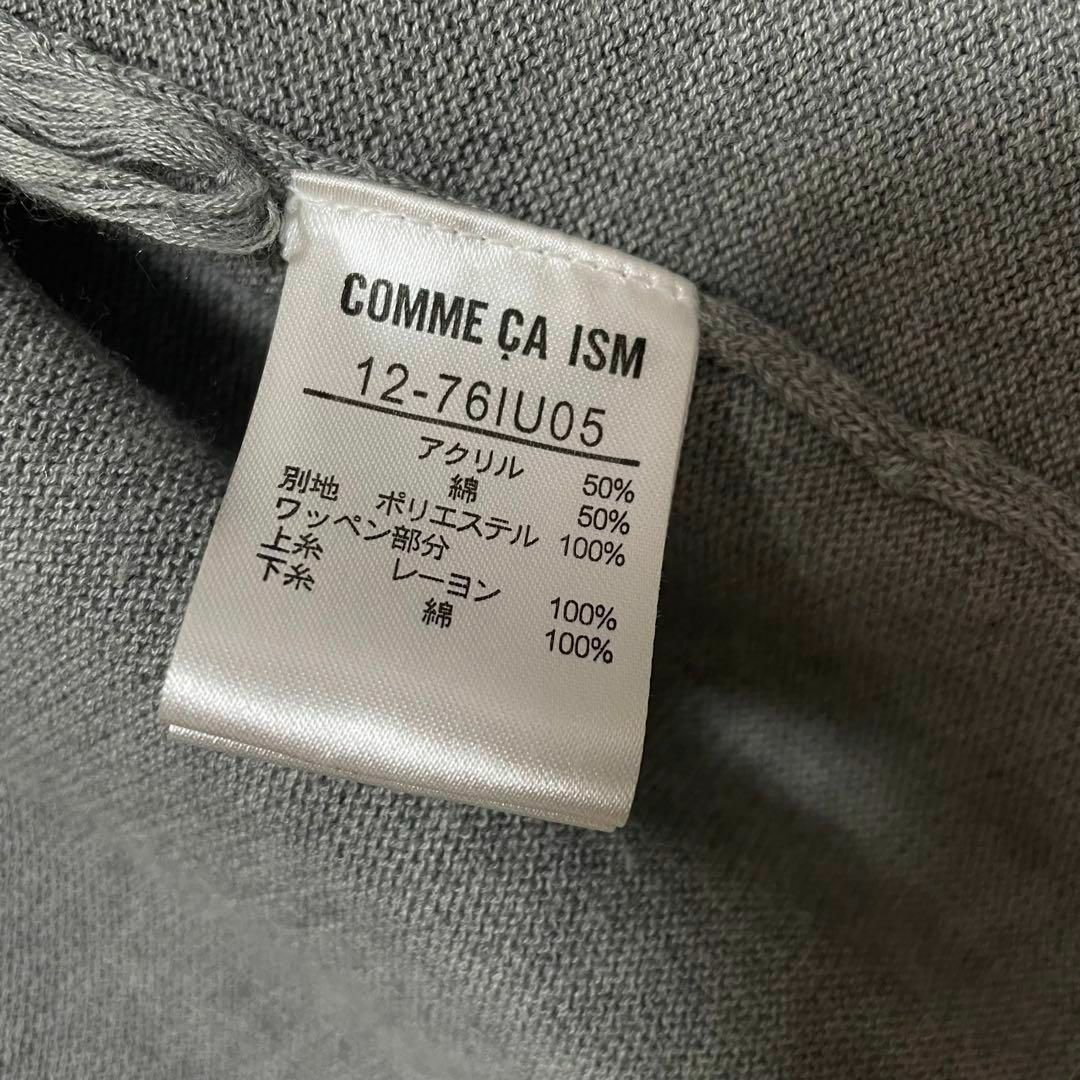 COMME ÇA ISM
12-76IU05
アクリル 50%
綿 50%
別地 ポリエステル 100%
ワッペン部分
上糸 レーヨン 100%
下糸 綿 100%